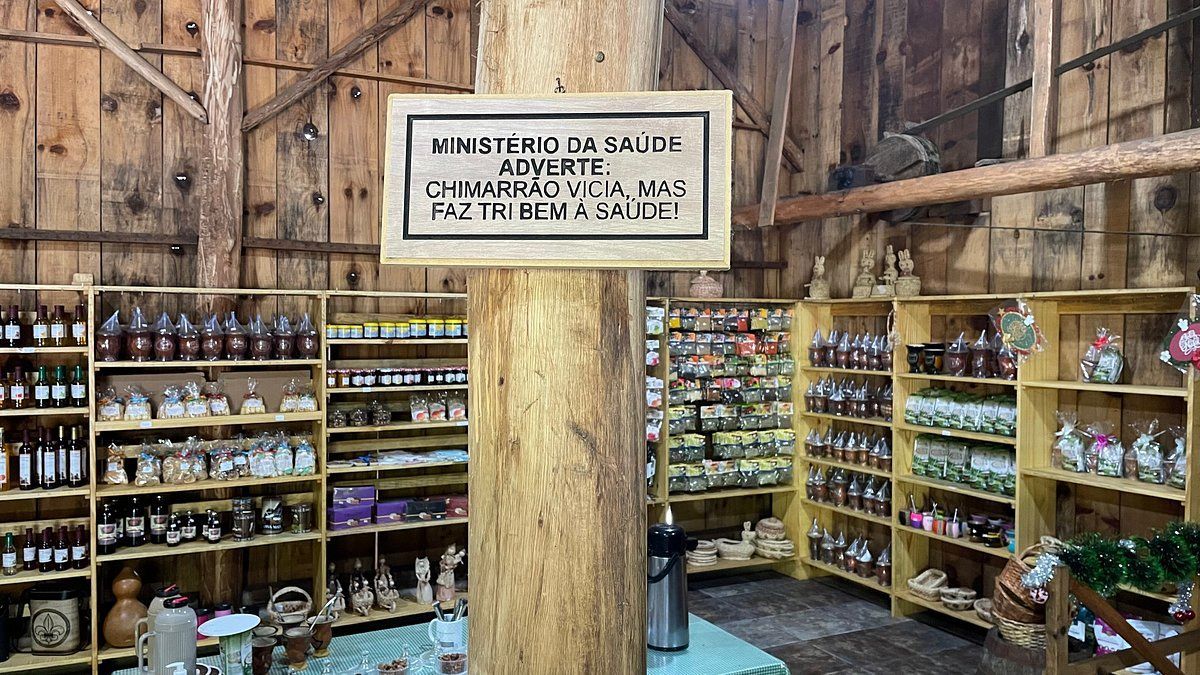 MINISTÉRIO DA SAÚDE
ADVERTE:
CHIMARRÃO VICIA, MAS
FAZ TRI BEM À SAÚDE!